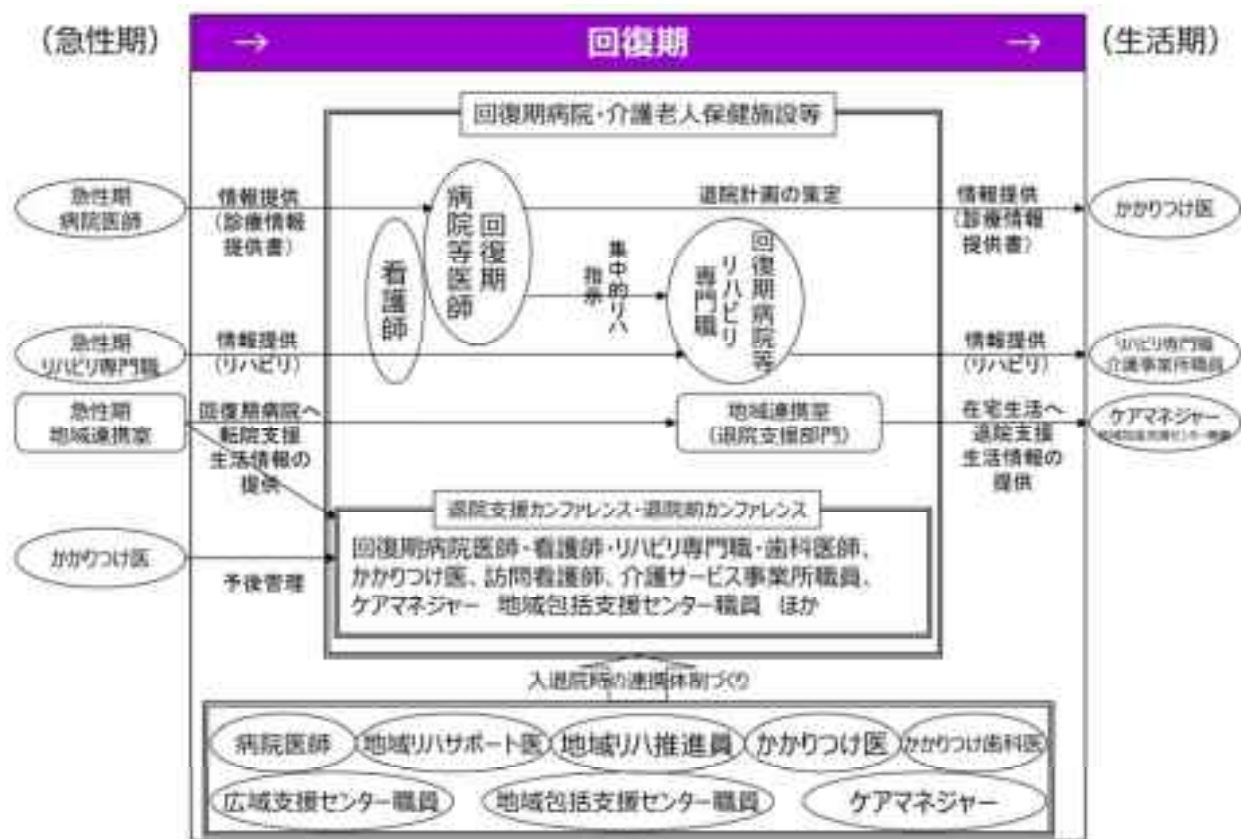 (急性期)
→
回復期
→
(生活期)
回復期病院・介護老人保健施設等
急性期
病院医師
情報提供
(診療情報
提供書)
看護師
回復期
病院等医師
退院計画の策定
集中的リハ
指示
回復期病院等
リハビリ
専門職
情報提供
(診療情報
提供書)
かかりつけ医
急性期
リハビリ専門職
情報提供
(リハビリ)
情報提供
(リハビリ)
リハビリ専門職
介護事業所職員
急性期
地域連携室
回復期病院へ
転院支援
生活情報の
提供
地域連携室
(退院支援部門)
在宅生活へ
退院支援
生活情報の
提供
ケアマネジャー
退院支援カンファレンス・退院前カンファレンス
回復期病院医師・看護師・リハビリ専門職・歯科医師、
かかりつけ医、訪問看護師、介護サービス事業所職員、
ケアマネジャー 地域包括支援センター職員 ほか
かかりつけ医
予後管理
入退院時の連携体制づくり
病院医師
地域リハサポート医
地域リハ推進員
かかりつけ医
かかりつけ歯科医
広域支援センター職員
地域包括支援センター職員
ケアマネジャー